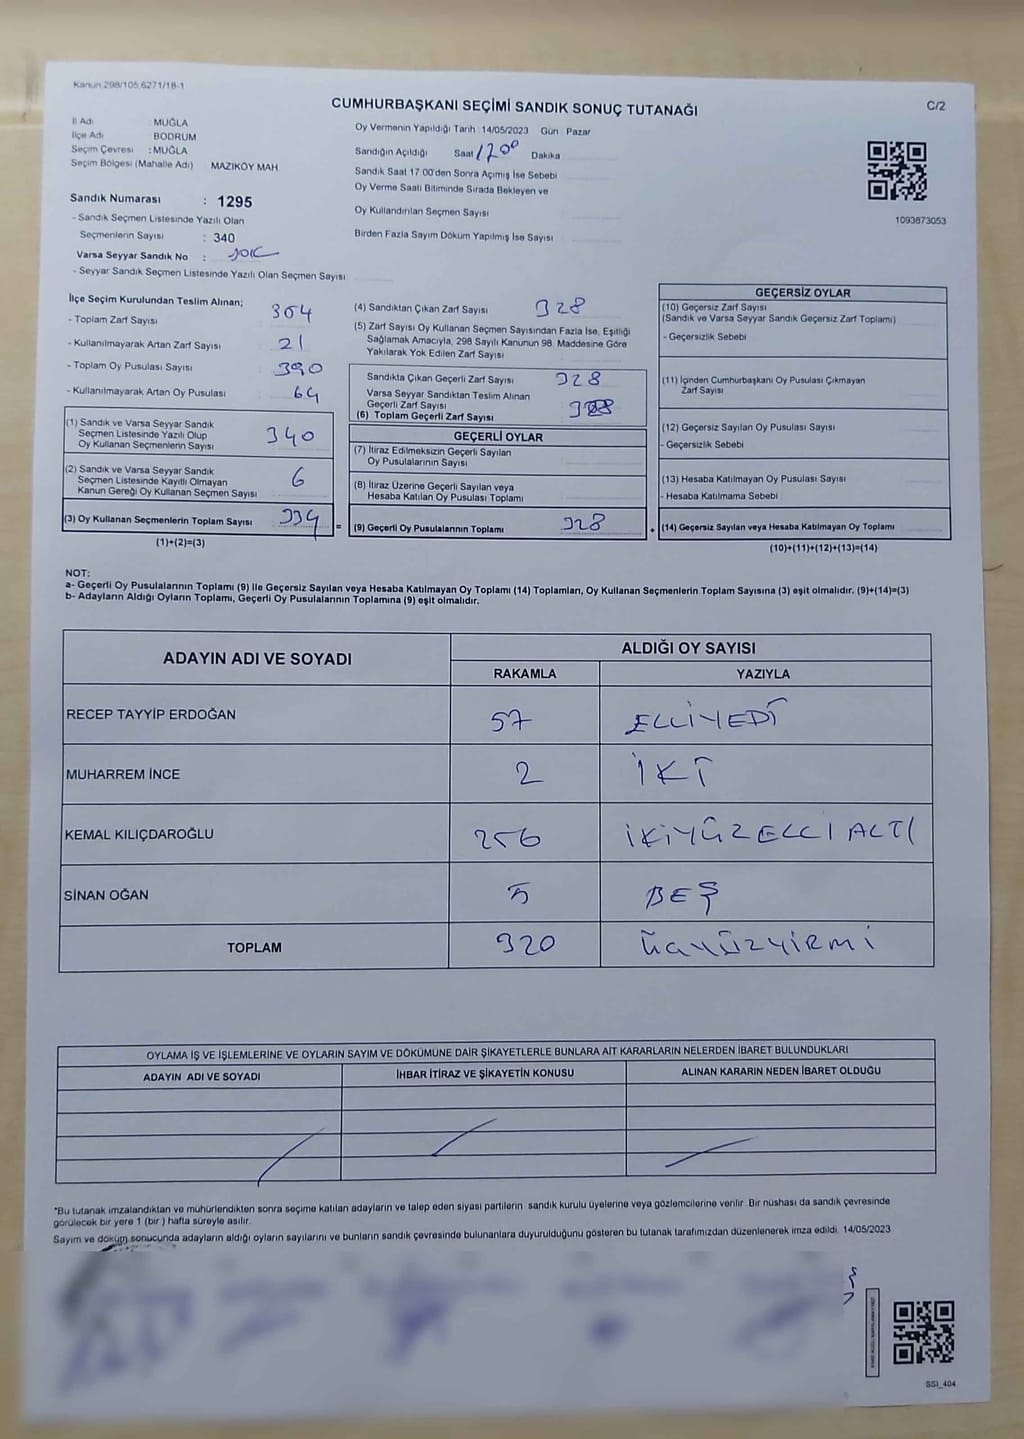 Kanun.298/105,6271/18-1
CUMHURBAŞKANI SEÇİMİ SANDIK SONUÇ TUTANAĞI
C/2
İl Adı : MUĞLA
İlçe Adı : BODRUM
Seçim Çevresi : MUĞLA
Seçim Bölgesi (Mahalle Adı) MAZIKÖY MAH
Sandık Numarası : 1295
- Sandık Seçmen Listesinde Yazılı Olan
Seçmenlerin Sayısı : 340
Varsa Seyyar Sandık No : YOK
- Seyyar Sandık Seçmen Listesinde Yazılı Olan Seçmen Sayısı
Oy Vermenin Yapıldığı Tarih : 14/05/2023 Gün : Pazar
Sandığın Açıldığı Saat 17 00 Dakika
Sandık Saat 17.00'den Sonra Açımış İse Sebebi
Oy Verme Saati Bitiminde Sırada Bekleyen ve
Oy Kullandırılan Seçmen Sayısı
Birden Fazla Sayım Döküm Yapılmış İse Sayısı
1093873053
İlçe Seçim Kurulundan Teslim Alınan;
- Toplam Zarf Sayısı 364
- Kullanılmayarak Artan Zarf Sayısı 21
- Toplam Oy Pusulası Sayısı 390
- Kullanılmayarak Artan Oy Pusulası 64
(1) Sandık ve Varsa Seyyar Sandık
Seçmen Listesinde Yazılı Olup
Oy Kullanan Seçmenlerin Sayısı 340
(2) Sandık ve Varsa Seyyar Sandık
Seçmen Listesinde Kayıtlı Olmayan
Kanun Gereği Oy Kullanan Seçmen Sayısı 6
(3) Oy Kullanan Seçmenlerin Toplam Sayısı 334
(1)+(2)=(3)
=
(4) Sandıktan Çıkan Zarf Sayısı 328
(5) Zarf Sayısı Oy Kullanan Seçmen Sayısından Fazla İse, Eşitliği
Sağlamak Amacıyla, 298 Sayılı Kanunun 98. Maddesine Göre
Yakılarak Yok Edilen Zarf Sayısı
Sandıkta Çıkan Geçerli Zarf Sayısı 328
Varsa Seyyar Sandıktan Teslim Alınan
Geçerli Zarf Sayısı
(6) Toplam Geçerli Zarf Sayısı 328
GEÇERLİ OYLAR
(7) İtiraz Edilmeksizin Geçerli Sayılan
Oy Pusulalarının Sayısı
(8) İtiraz Üzerine Geçerli Sayılan veya
Hesaba Katılan Oy Pusulası Toplamı
(9) Geçerli Oy Pusulalarının Toplamı 328
+
GEÇERSİZ OYLAR
(10) Geçersiz Zarf Sayısı
(Sandık ve Varsa Seyyar Sandık Geçersiz Zarf Toplamı)
- Geçersizlik Sebebi
(11) İçinden Cumhurbaşkanı Oy Pusulası Çıkmayan
Zarf Sayısı
(12) Geçersiz Sayılan Oy Pusulası Sayısı
- Geçersizlik Sebebi
(13) Hesaba Katılmayan Oy Pusulası Sayısı
- Hesaba Katılmama Sebebi
(14) Geçersiz Sayılan veya Hesaba Katılmayan Oy Toplamı
(10)+(11)+(12)+(13)=(14)
NOT:
a- Geçerli Oy Pusulalarının Toplamı (9) ile Geçersiz Sayılan veya Hesaba Katılmayan Oy Toplamı (14) Toplamları, Oy Kullanan Seçmenlerin Toplam Sayısına (3) eşit olmalıdır. (9)+(14)=(3)
b- Adayların Aldığı Oyların Toplamı, Geçerli Oy Pusulalarının Toplamına (9) eşit olmalıdır.
ADAYIN ADI VE SOYADI
ALDIĞI OY SAYISI
RAKAMLA YAZIYLA
RECEP TAYYİP ERDOĞAN 57 ELLİYEDİ
MUHARREM İNCE 2 İKİ
KEMAL KILIÇDAROĞLU 256 İKİYÜZELLİALTI
SİNAN OĞAN 5 BEŞ
TOPLAM 320 ÜÇYÜZYİRMİ
OYLAMA İŞ VE İŞLEMLERİNE VE OYLARIN SAYIM VE DÖKÜMÜNE DAİR ŞİKAYETLERLE BUNLARA AİT KARARLARIN NELERDEN İBARET BULUNDUKLARI
ADAYIN ADI VE SOYADI İHBAR İTİRAZ VE ŞİKAYETİN KONUSU ALINAN KARARIN NEDEN İBARET OLDUĞU
*Bu tutanak imzalandıktan ve mühürlendikten sonra seçime katılan adayların ve talep eden siyasi partilerin sandık kurulu üyelerine veya gözlemcilerine verilir. Bir nüshası da sandık çevresinde
görülecek bir yere 1 (bir) hafta süreyle asılır.
Sayım ve döküm sonucunda adayların aldığı oyların sayılarını ve bunların sandık çevresinde bulunanlara duyurulduğunu gösteren bu tutanak tarafımızdan düzenlenerek imza edildi. 14/05/2023
SSI_404